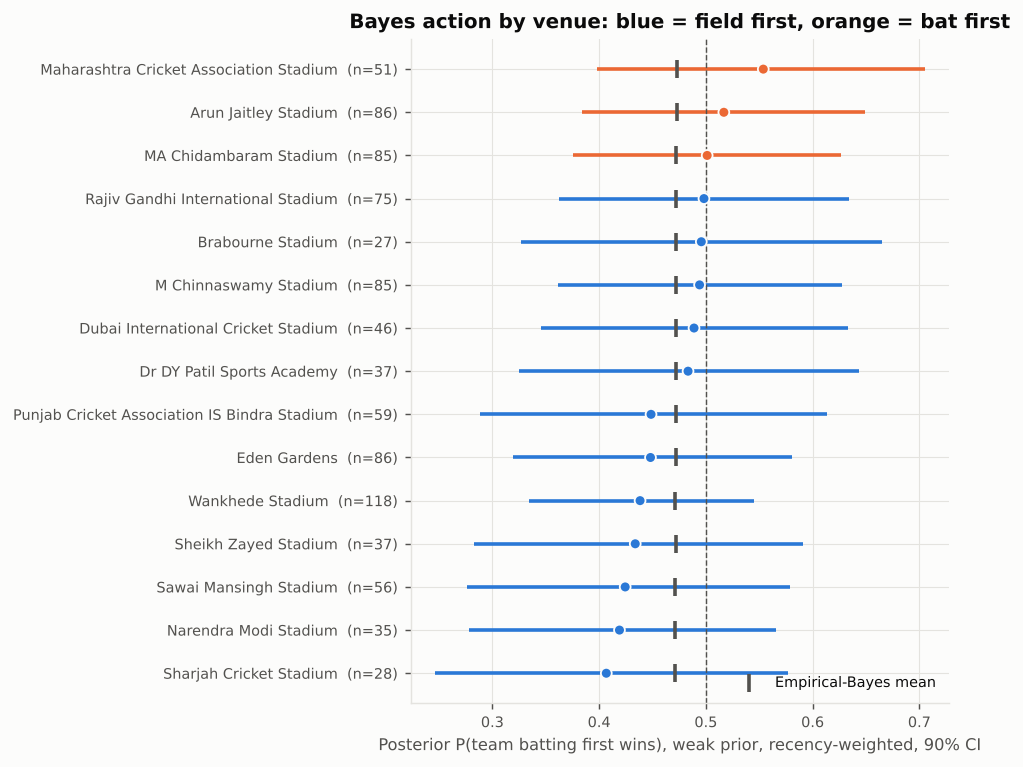 Bayes action by venue: blue = field first, orange = bat first
Maharashtra Cricket Association Stadium (n=51)
Arun Jaitley Stadium (n=86)
MA Chidambaram Stadium (n=85)
Rajiv Gandhi International Stadium (n=75)
Brabourne Stadium (n=27)
M Chinnaswamy Stadium (n=85)
Dubai International Cricket Stadium (n=46)
Dr DY Patil Sports Academy (n=37)
Punjab Cricket Association IS Bindra Stadium (n=59)
Eden Gardens (n=86)
Wankhede Stadium (n=118)
Sheikh Zayed Stadium (n=37)
Sawai Mansingh Stadium (n=56)
Narendra Modi Stadium (n=35)
Sharjah Cricket Stadium (n=28)
Empirical-Bayes mean
0.3 0.4 0.5 0.6 0.7
Posterior P(team batting first wins), weak prior, recency-weighted, 90% CI